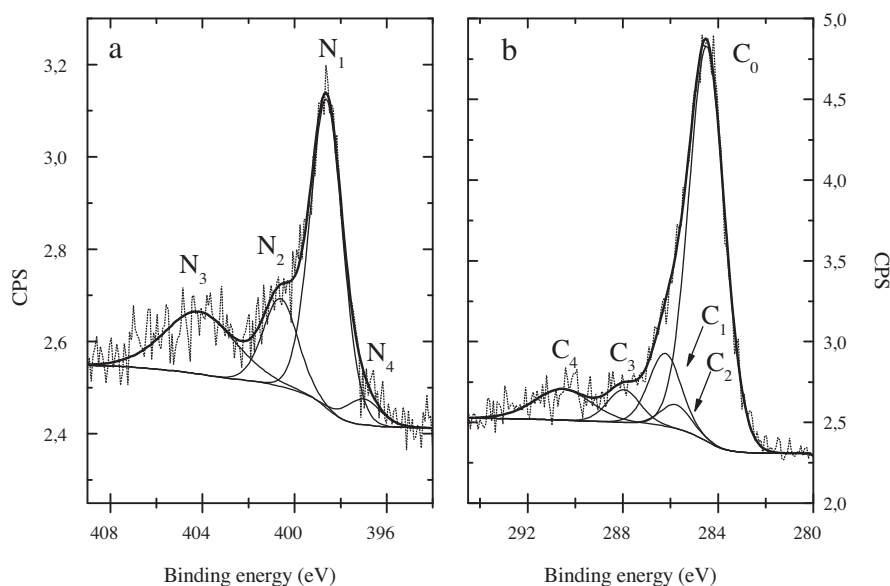 a
N₁
N₂
N₃
N₄
CPS
3,2
3,0
2,8
2,6
2,4
408
404
400
396
Binding energy (eV)
b
C₀
C₁
C₂
C₃
C₄
5,0
4,5
4,0
3,5
3,0
2,5
2,0
CPS
292
288
284
280
Binding energy (eV)